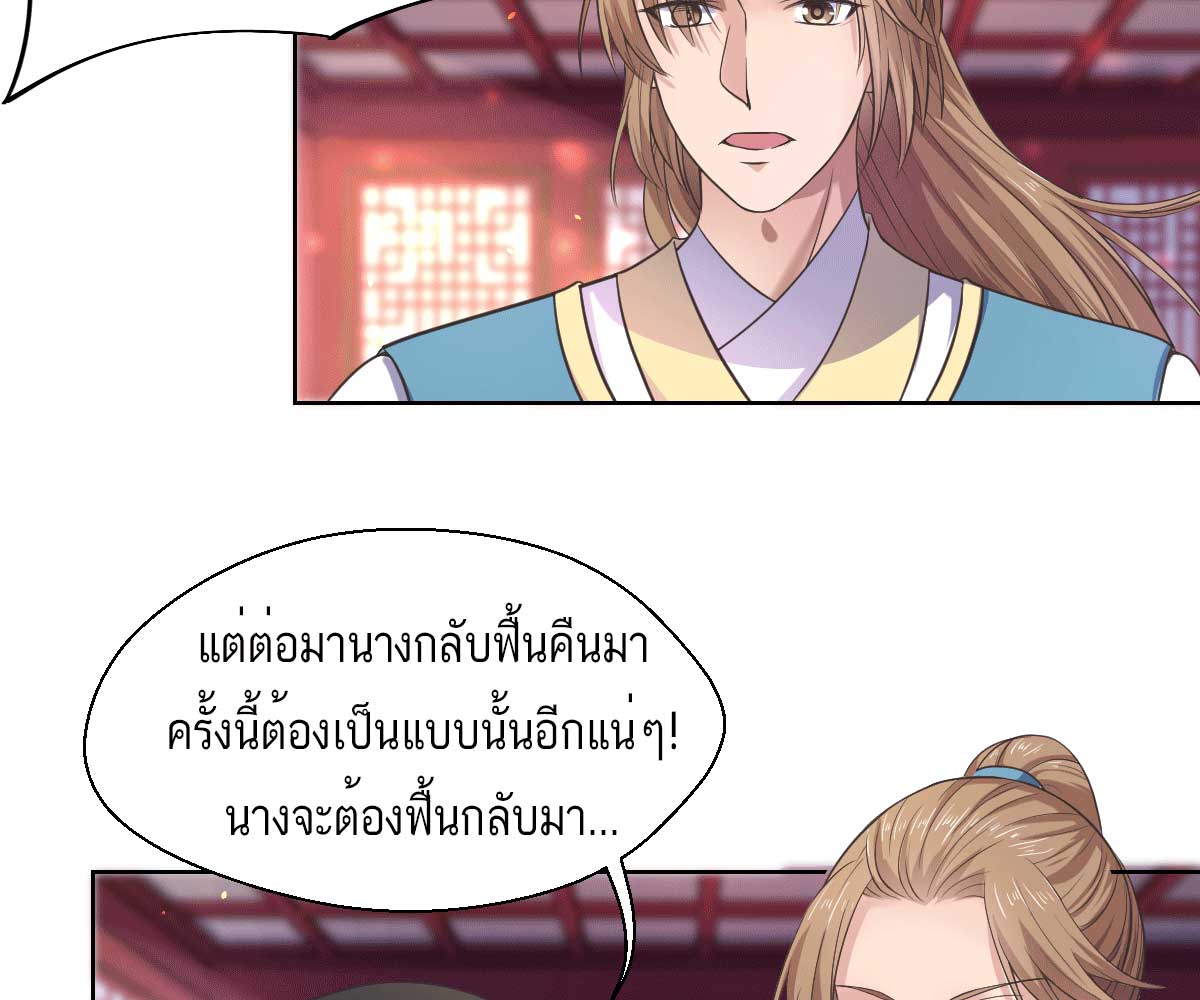 แต่ต่อมานางกลับฟื้นคืนมา
ครั้งนี้ต้องเป็นแบบนั้นอีกแน่ๆ!
นางจะต้องฟื้นกลับมา...